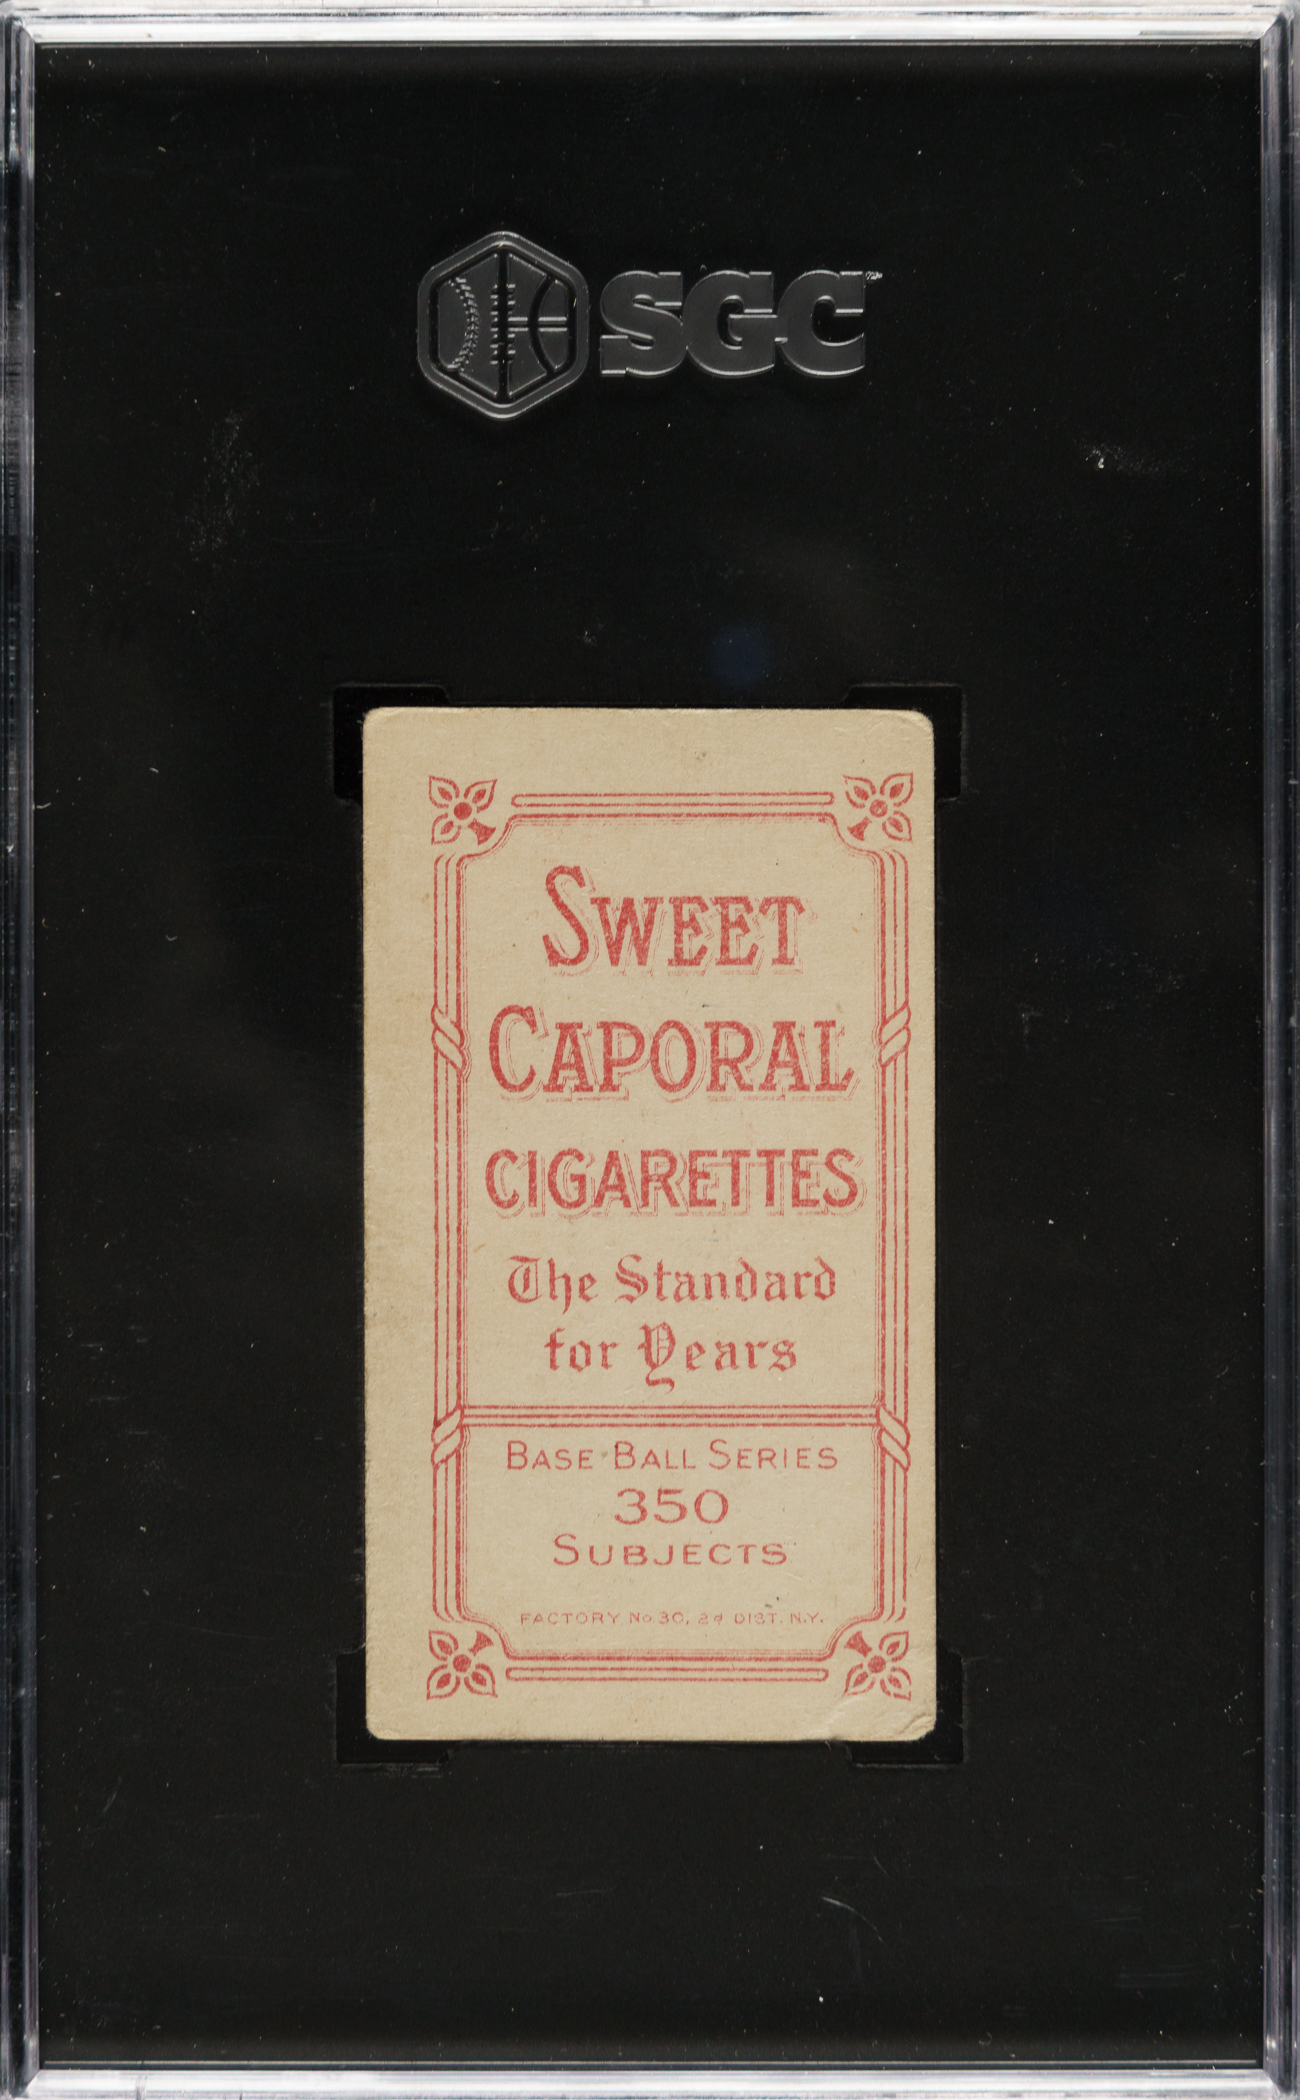 SGC
SWEET
CAPORAL
CIGARETTES
The Standard
for Years
BASE BALL SERIES
350
SUBJECTS
FACTORY No. 30, 2d DIST. N.Y.